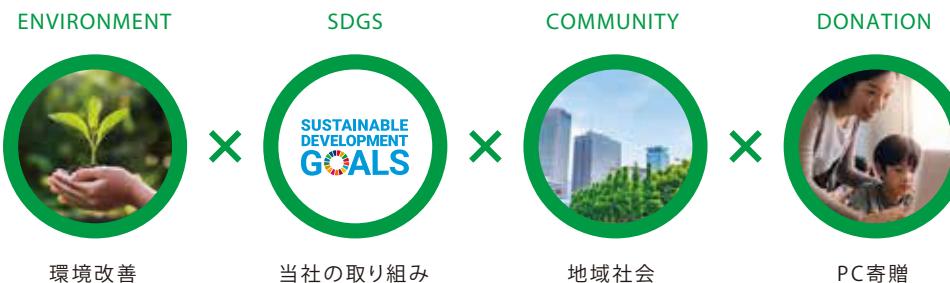 ENVIRONMENT
SDGS
COMMUNITY
DONATION
SUSTAINABLE
DEVELOPMENT
GOALS
×
×
×
環境改善
当社の取り組み
地域社会
PC寄贈